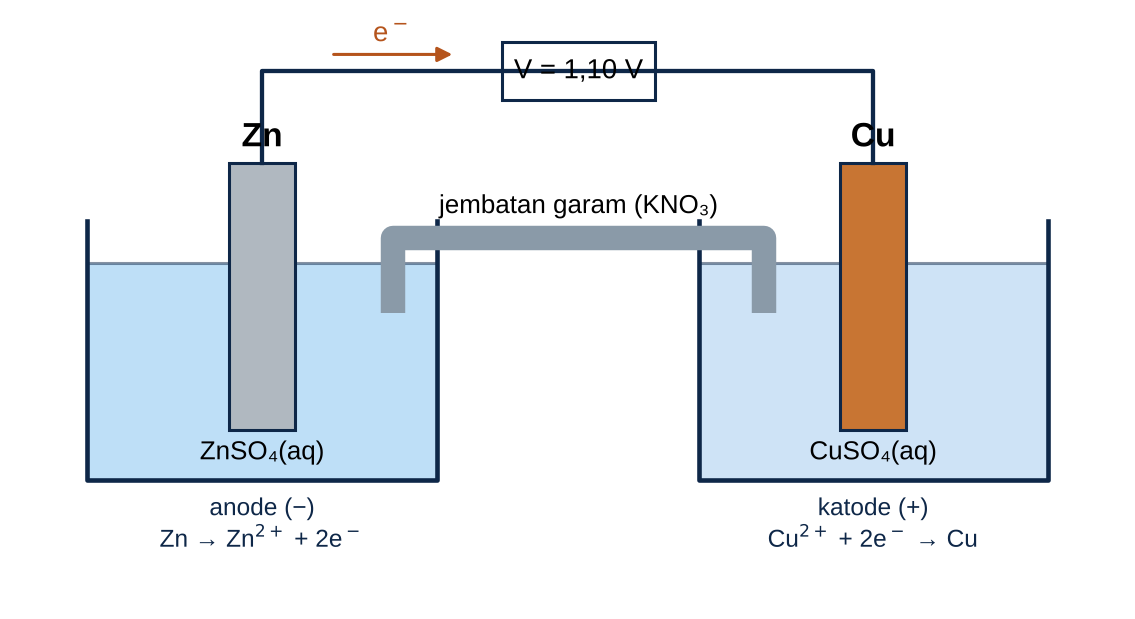 e⁻
V = 1,10 V
Zn
Cu
jembatan garam (KNO₃)
ZnSO₄(aq)
CuSO₄(aq)
anode (−)
Zn → Zn²⁺ + 2e⁻
katode (+)
Cu²⁺ + 2e⁻ → Cu